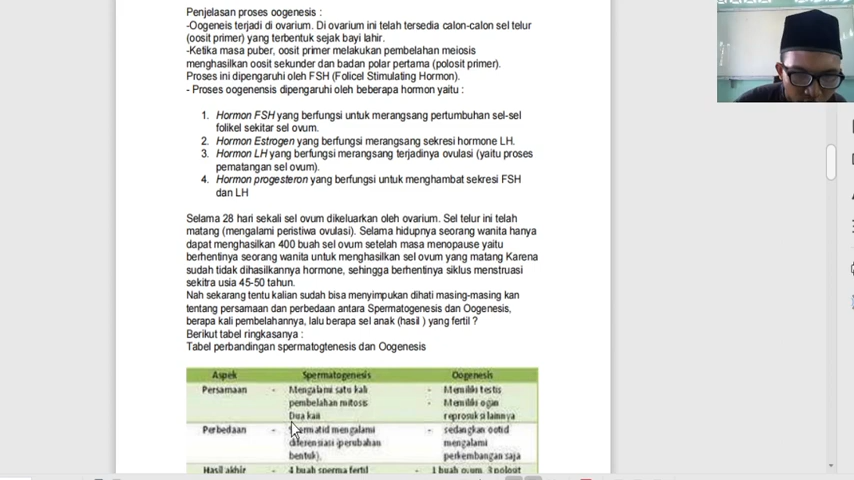 Penjelasan proses oogenesis :
-Oogeneis terjadi di ovarium. Di ovarium ini telah tersedia calon-calon sel telur
(oosit primer) yang terbentuk sejak bayi lahir.
-Ketika masa puber, oosit primer melakukan pembelahan meiosis
menghasilkan oosit sekunder dan badan polar pertama (polosit primer).
Proses ini dipengaruhi oleh FSH (Folicel Stimulating Hormon).
- Proses oogenensis dipengaruhi oleh beberapa hormon yaitu :
1. Hormon FSH yang berfungsi untuk merangsang pertumbuhan sel-sel
folikel sekitar sel ovum.
2. Hormon Estrogen yang berfungsi merangsang sekresi hormone LH.
3. Hormon LH yang berfungsi merangsang terjadinya ovulasi (yaitu proses
pematangan sel ovum).
4. Hormon progesteron yang berfungsi untuk menghambat sekresi FSH
dan LH
Selama 28 hari sekali sel ovum dikeluarkan oleh ovarium. Sel telur ini telah
matang (mengalami peristiwa ovulasi). Selama hidupnya seorang wanita hanya
dapat menghasilkan 400 buah sel ovum setelah masa menopause yaitu
berhentinya seorang wanita untuk menghasilkan sel ovum yang matang Karena
sudah tidak dihasilkannya hormone, sehingga berhentinya siklus menstruasi
sekitra usia 45-50 tahun.
Nah sekarang tentu kalian sudah bisa menyimpukan dihati masing-masing kan
tentang persamaan dan perbedaan antara Spermatogenesis dan Oogenesis,
berapa kali pembelahannya, lalu berapa sel anak (hasil ) yang fertil ?
Berikut tabel ringkasanya :
Tabel perbandingan spermatogtenesis dan Oogenesis
Aspek Spermatogenesis Oogenesis
Persamaan - Mengalami satu kali - Memiliki testis
pembelahan mitosis - Memiliki
Dua kali lainnya
Perbedaan - mengalami - sedangkan ootid
diferensiasi (perubahan mengalami
bentuk). perkembangan saja
Hasil akhir - 4 buah sperma fertil - 1 buah ovum, 3